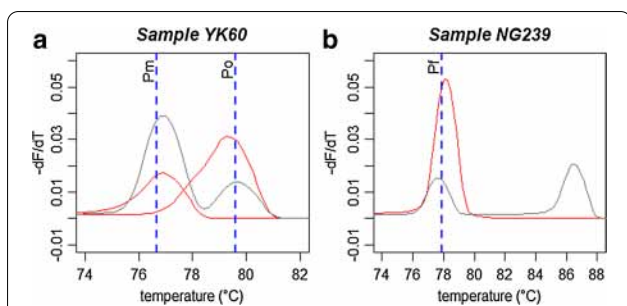 a
Sample YK60
Pm
Po
-dF/dT
0.05
0.03
0.01
-0.01
74 76 78 80 82
temperature (°C)
b
Sample NG239
Pf
-dF/dT
0.05
0.03
0.01
-0.01
74 76 78 80 82 84 86 88
temperature (°C)